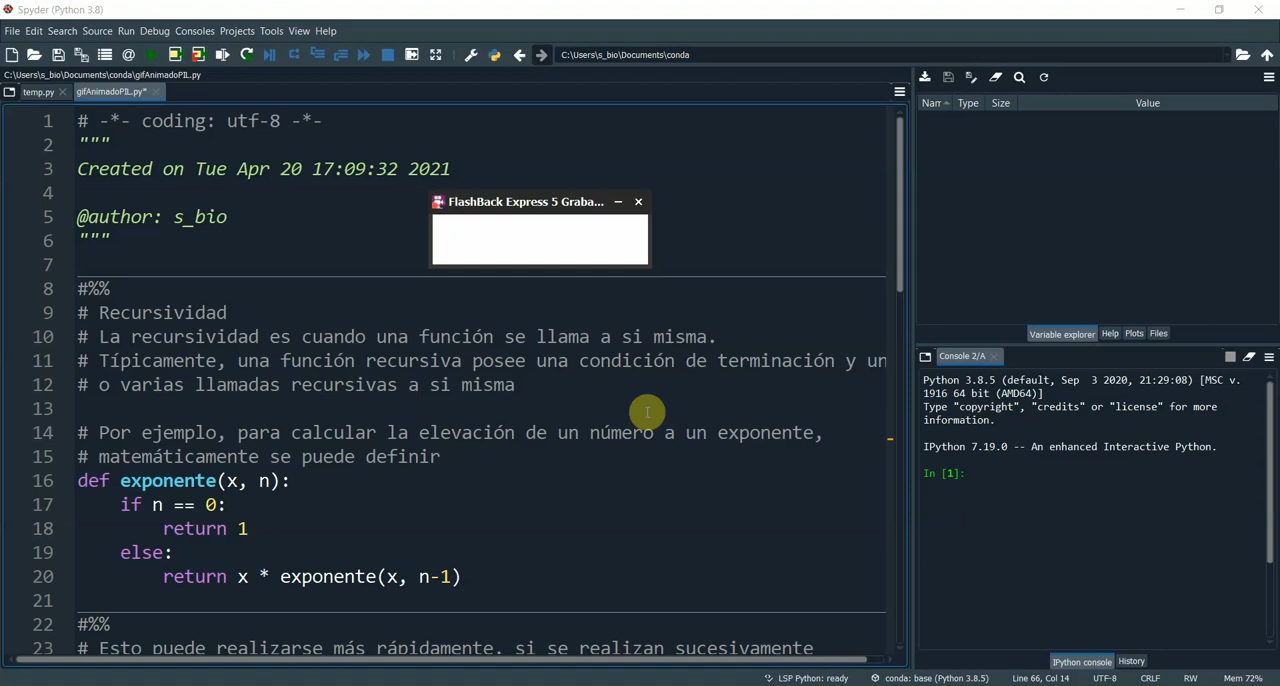 Spyder (Python 3.8)
File Edit Search Source Run Debug Consoles Projects Tools View Help
C:\Users\s_bio\Documents\conda
C:\Users\s_bio\Documents\conda\gifAnimadoPIL.py
temp.py gifAnimadoPIL.py*
1 # -*- coding: utf-8 -*-
2 """
3 Created on Tue Apr 20 17:09:32 2021
4
5 @author: s_bio
6 """
7
8 #%%
9 # Recursividad
10 # La recursividad es cuando una función se llama a si misma.
11 # Típicamente, una función recursiva posee una condición de terminación y un
12 # o varias llamadas recursivas a si misma
13
14 # Por ejemplo, para calcular la elevación de un número a un exponente,
15 # matemáticamente se puede definir
16 def exponente(x, n):
17 if n == 0:
18 return 1
19 else:
20 return x * exponente(x, n-1)
21
22 #%%
23 # Esto puede realizarse más rápidamente. si se realizan sucesivamente
FlashBack Express 5 Graba...
Nam Type Size Value
Variable explorer Help Plots Files
Console 2/A
Python 3.8.5 (default, Sep 3 2020, 21:29:08) [MSC v.
1916 64 bit (AMD64)]
Type "copyright", "credits" or "license" for more
information.
IPython 7.19.0 -- An enhanced Interactive Python.
In [1]:
IPython console History
LSP Python: ready conda: base (Python 3.8.5) Line 66, Col 14 UTF-8 CRLF RW Mem 72%